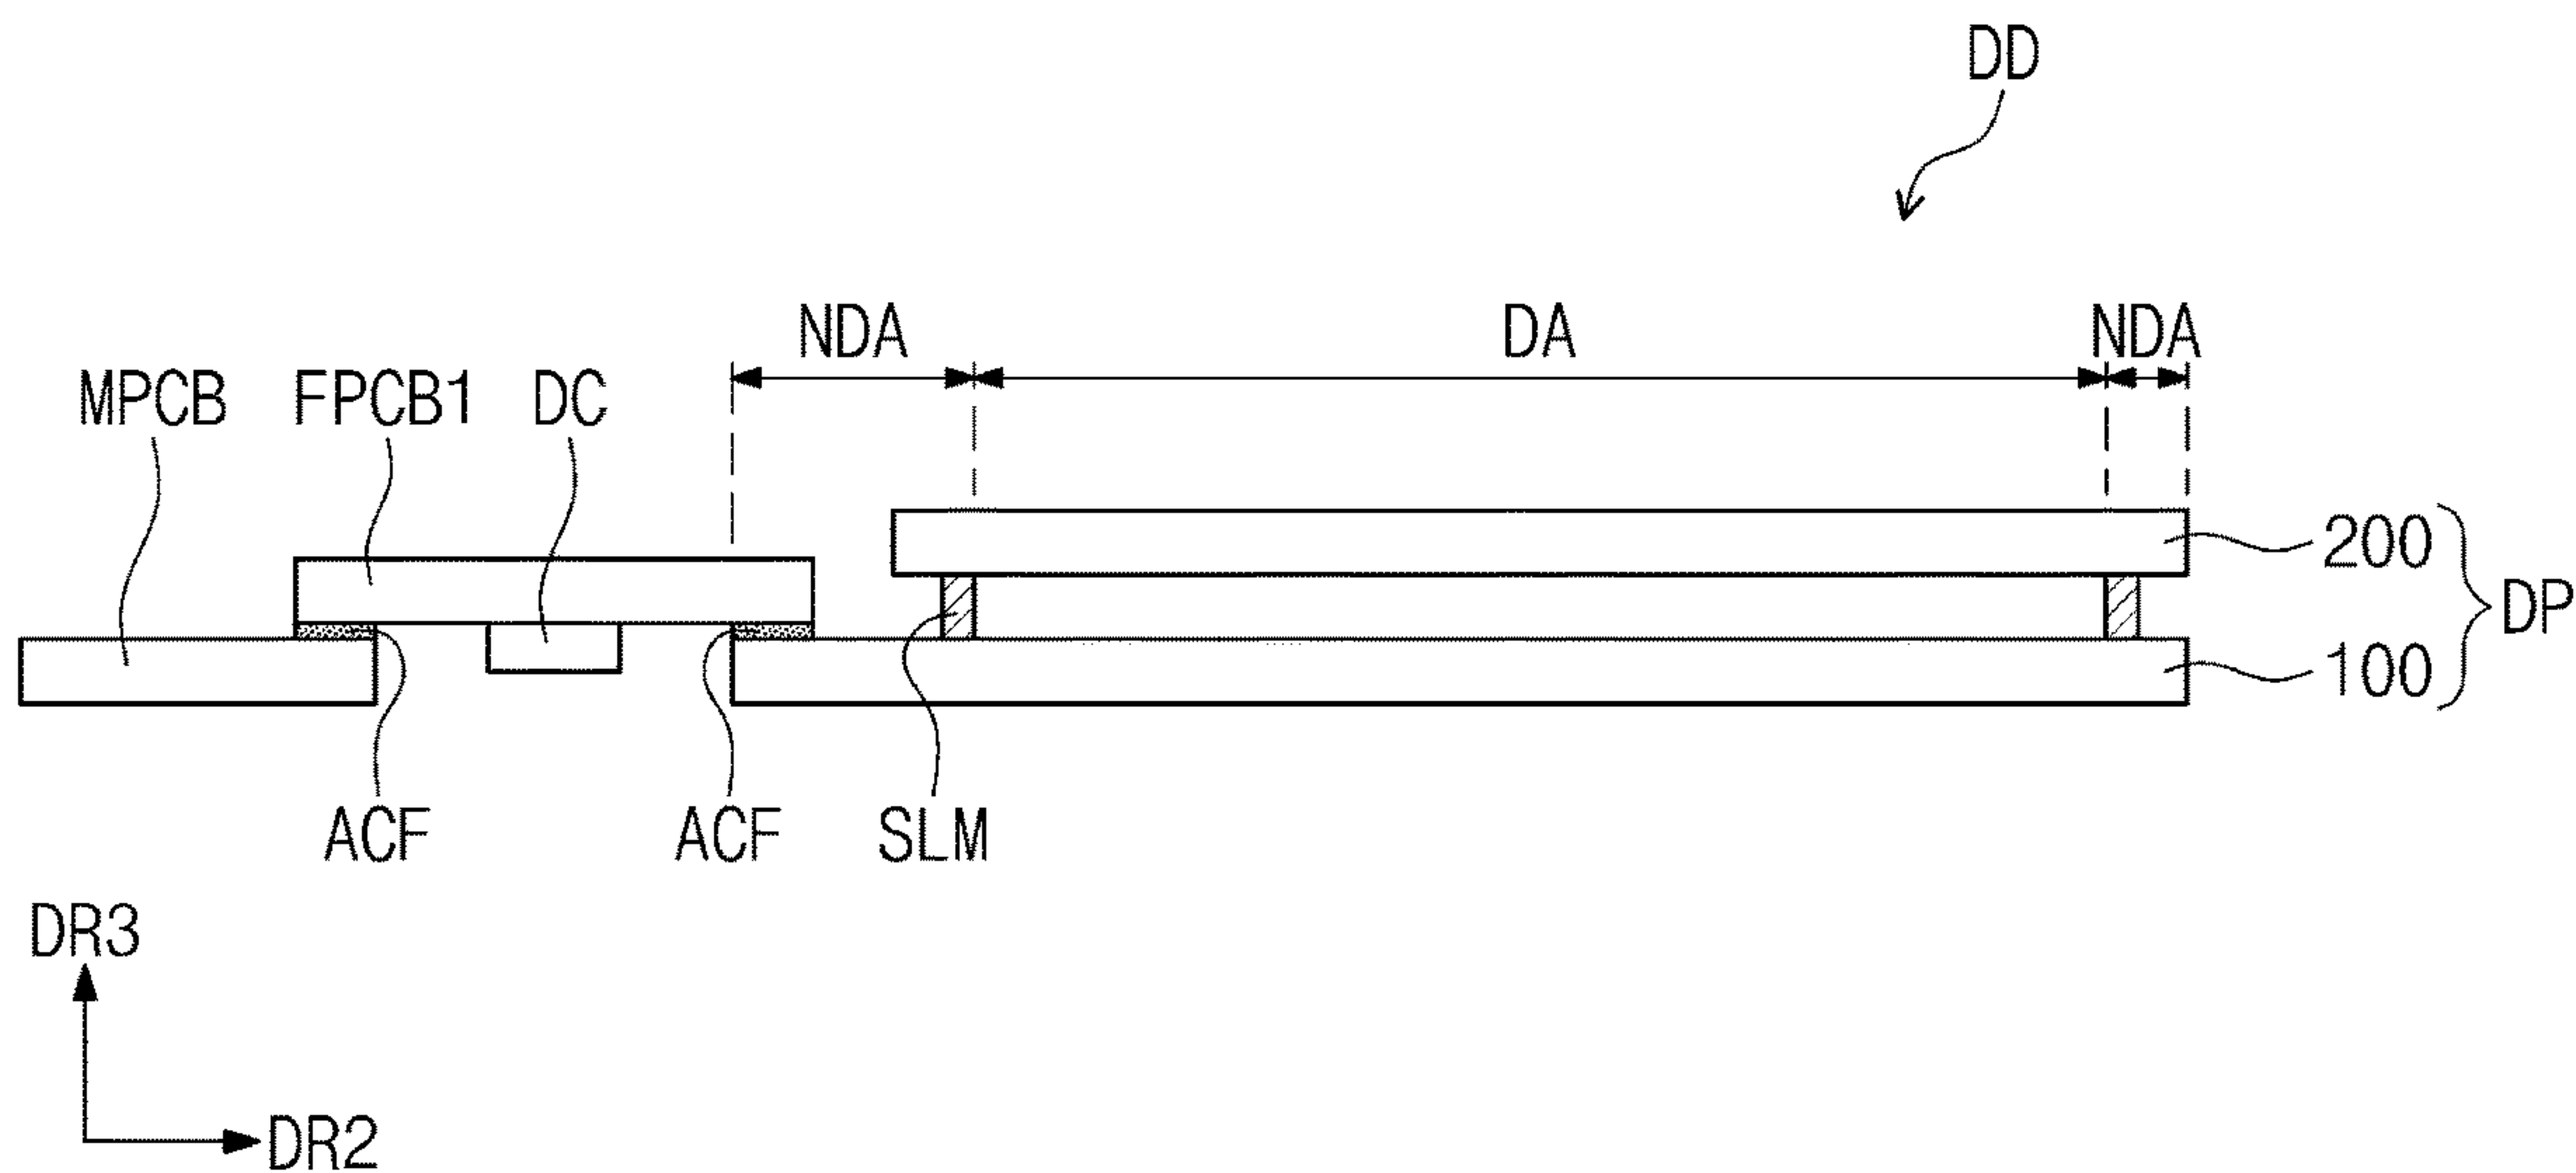 DD
NDA DA NDA
MPCB FPCB1 DC
200
DP
100
ACF ACF SLM
DR3
DR2